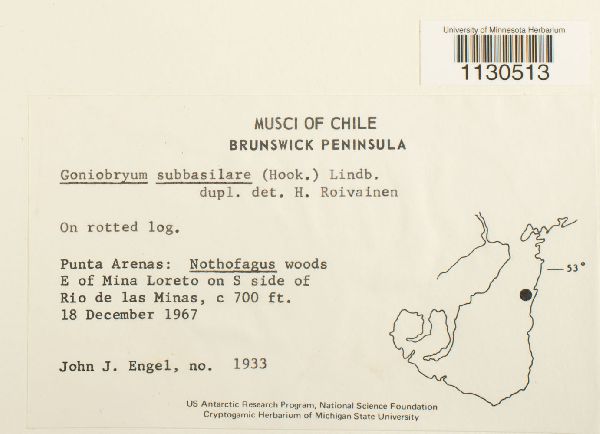 University of Minnesota Herbarium
1130513
MUSCI OF CHILE
BRUNSWICK PENINSULA
Goniobryum subbasilare (Hook.) Lindb.
dupl. det. H. Roivainen
On rotted log.
Punta Arenas: Nothofagus woods
E of Mina Loreto on S side of
Rio de las Minas, c 700 ft.
18 December 1967
53°
John J. Engel, no. 1933
US Antarctic Research Program, National Science Foundation
Cryptogamic Herbarium of Michigan State University